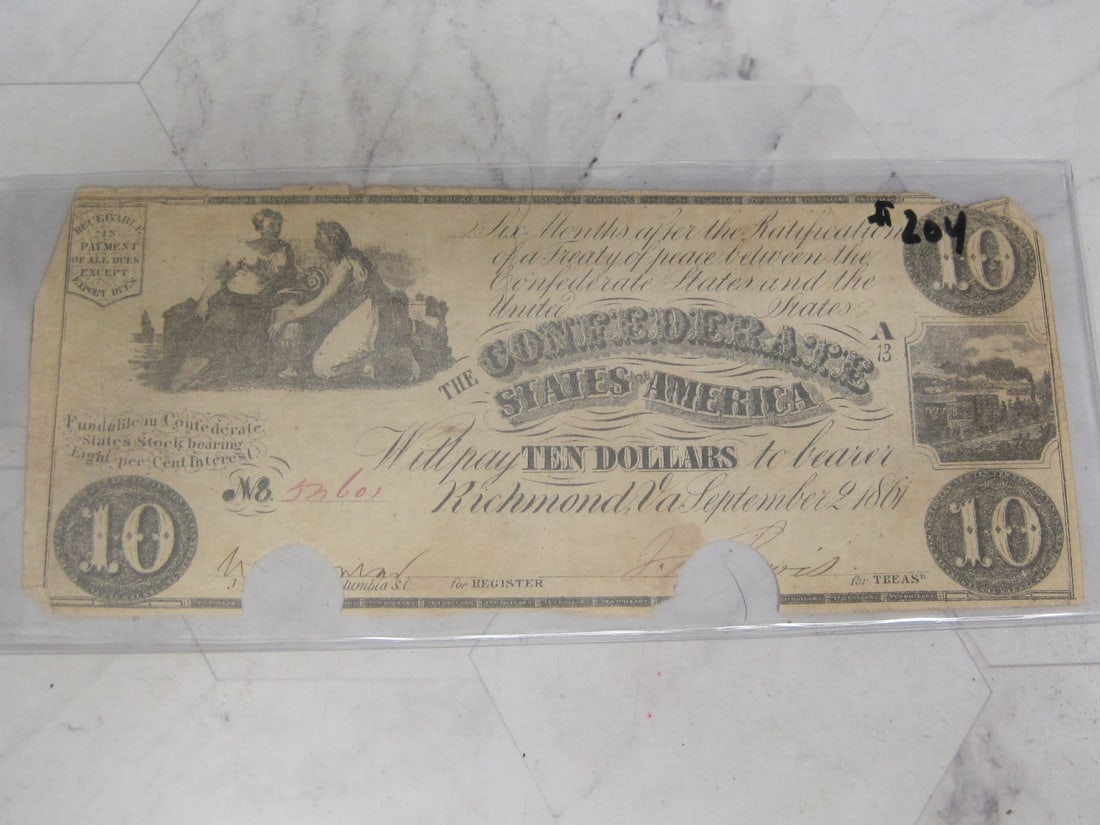 RECEIVABLE
IN
PAYMENT
OF ALL DUES
EXCEPT
EXPORT DUES
Six Months after the Ratification
of a Treaty of peace between the
Confederate States and the
United States
# 204
10
A
13
THE CONFEDERATE
STATES OF AMERICA
Fundable in Confederate
States Stock bearing
Eight per Cent Interest
Will pay TEN DOLLARS to bearer
No. 52601
Richmond, Va September 2 1861
10
10
Columbia S.C.
for REGISTER
for TREASR